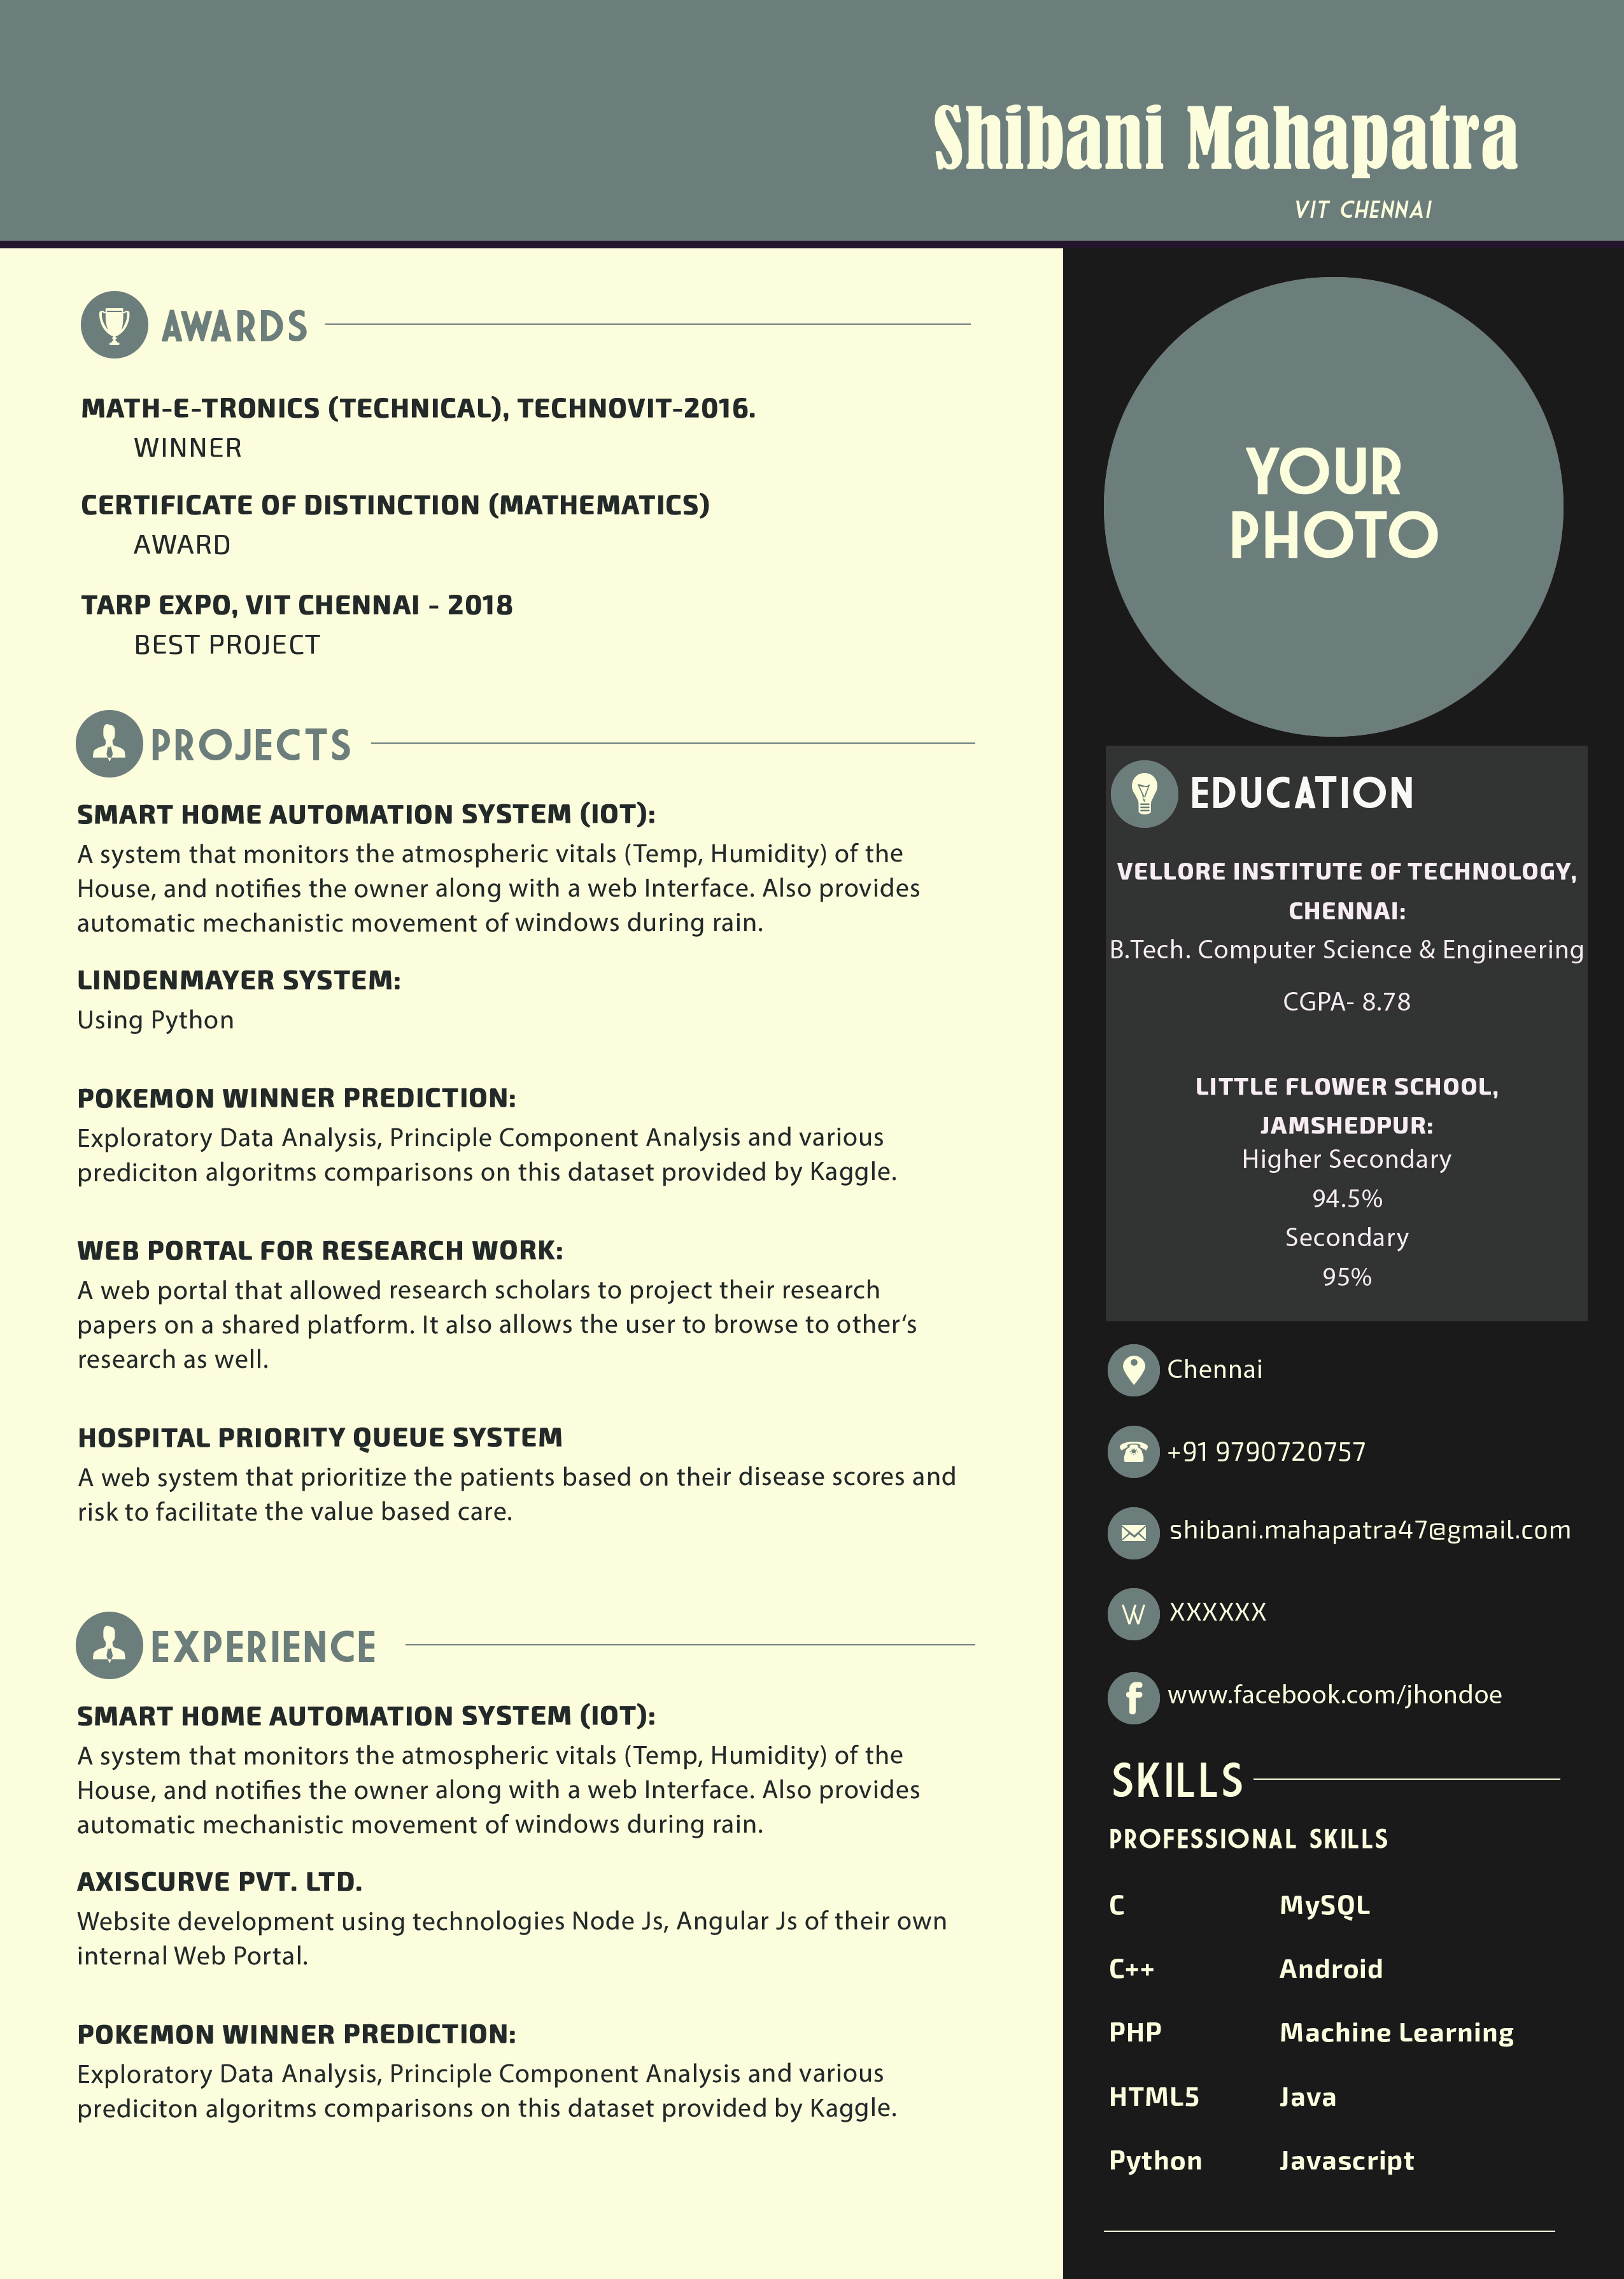 Shibani Mahapatra
VIT CHENNAI
AWARDS
MATH-E-TRONICS (TECHNICAL), TECHNOVIT-2016.
WINNER
CERTIFICATE OF DISTINCTION (MATHEMATICS)
AWARD
TARP EXPO, VIT CHENNAI - 2018
BEST PROJECT
PROJECTS
SMART HOME AUTOMATION SYSTEM (IOT):
A system that monitors the atmospheric vitals (Temp, Humidity) of the
House, and notifies the owner along with a web Interface. Also provides
automatic mechanistic movement of windows during rain.
LINDENMAYER SYSTEM:
Using Python
POKEMON WINNER PREDICTION:
Exploratory Data Analysis, Principle Component Analysis and various
prediciton algoritms comparisons on this dataset provided by Kaggle.
WEB PORTAL FOR RESEARCH WORK:
A web portal that allowed research scholars to project their research
papers on a shared platform. It also allows the user to browse to other‘s
research as well.
HOSPITAL PRIORITY QUEUE SYSTEM
A web system that prioritize the patients based on their disease scores and
risk to facilitate the value based care.
EXPERIENCE
SMART HOME AUTOMATION SYSTEM (IOT):
A system that monitors the atmospheric vitals (Temp, Humidity) of the
House, and notifies the owner along with a web Interface. Also provides
automatic mechanistic movement of windows during rain.
AXISCURVE PVT. LTD.
Website development using technologies Node Js, Angular Js of their own
internal Web Portal.
POKEMON WINNER PREDICTION:
Exploratory Data Analysis, Principle Component Analysis and various
prediciton algoritms comparisons on this dataset provided by Kaggle.
YOUR
PHOTO
EDUCATION
VELLORE INSTITUTE OF TECHNOLOGY,
CHENNAI:
B.Tech. Computer Science & Engineering
CGPA- 8.78
LITTLE FLOWER SCHOOL,
JAMSHEDPUR:
Higher Secondary
94.5%
Secondary
95%
Chennai
+91 9790720757
shibani.mahapatra47@gmail.com
W XXXXXX
f www.facebook.com/jhondoe
SKILLS
PROFESSIONAL SKILLS
C MySQL
C++ Android
PHP Machine Learning
HTML5 Java
Python Javascript